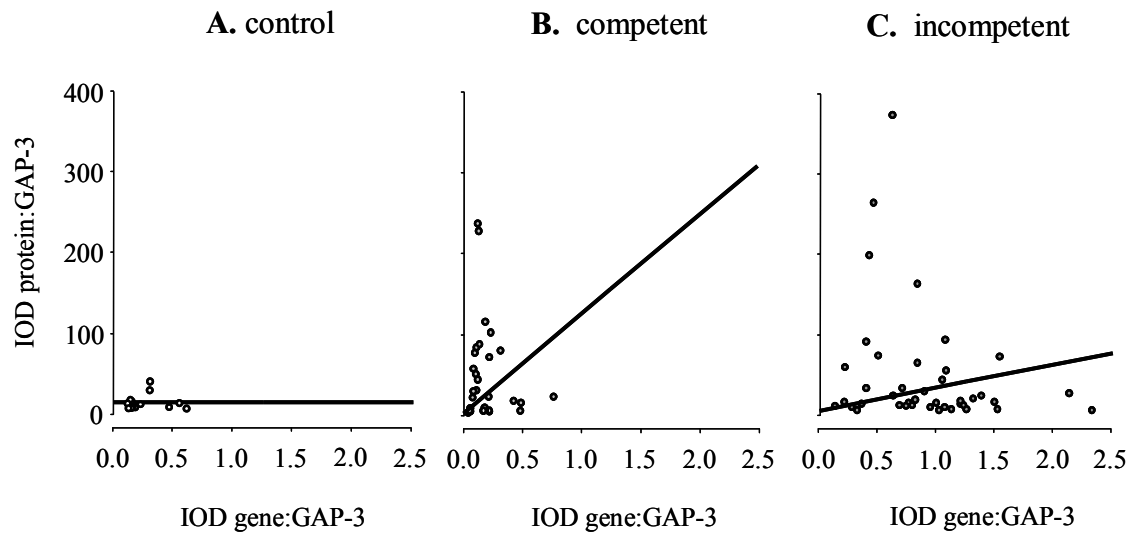 A. control
B. competent
C. incompetent
IOD protein:GAP-3
400
300
200
100
0
0.0 0.5 1.0 1.5 2.0 2.5
0.0 0.5 1.0 1.5 2.0 2.5
0.0 0.5 1.0 1.5 2.0 2.5
IOD gene:GAP-3
IOD gene:GAP-3
IOD gene:GAP-3